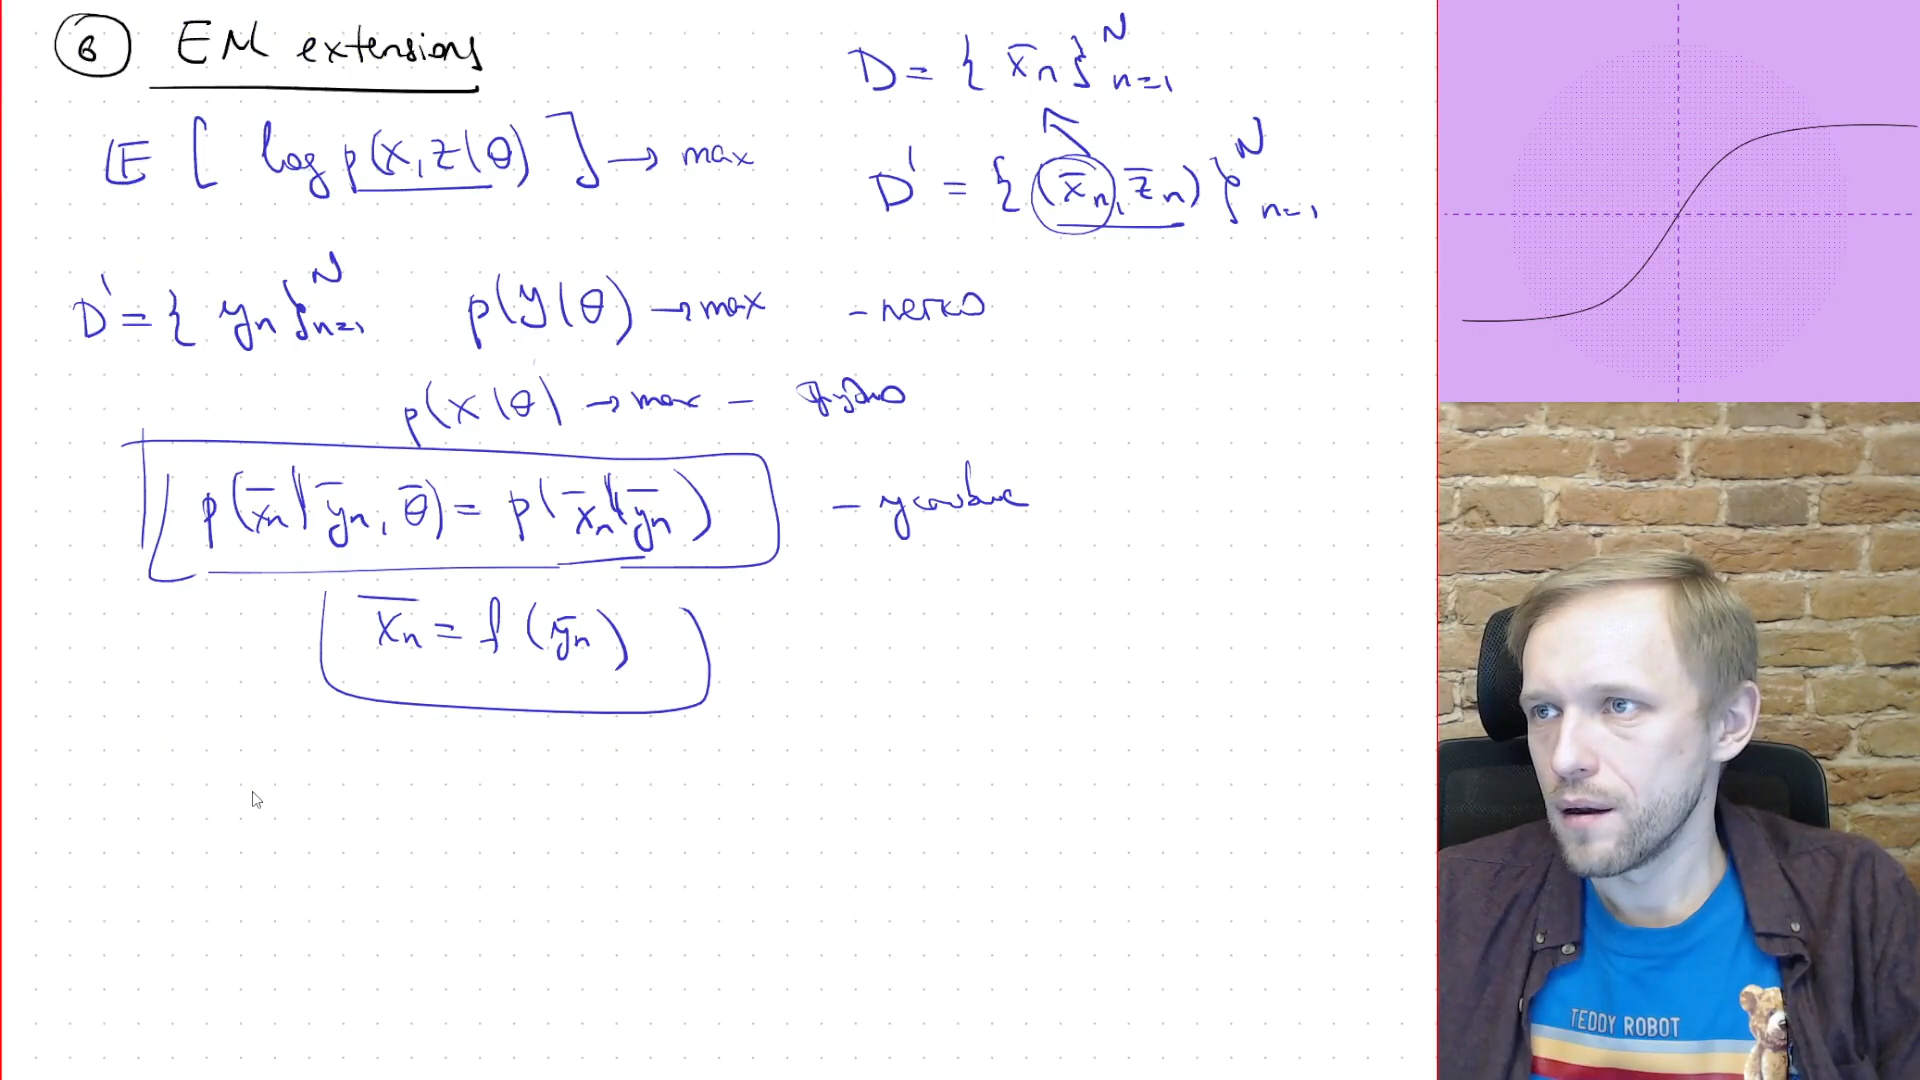 6 EM extensions
D = { x̄n }ᴺn=1
𝔼 [ log p(x, z | θ) ] → max
D' = { (x̄n, z̄n) }ᴺn=1
D' = { yn }ᴺn=1 p(y | θ) → max - легко
p(x | θ) → max - трудно
p(x̄n | ȳn, θ̄) = p(x̄n | ȳn) - условие
x̄n = f(ȳn)
TEDDY ROBOT